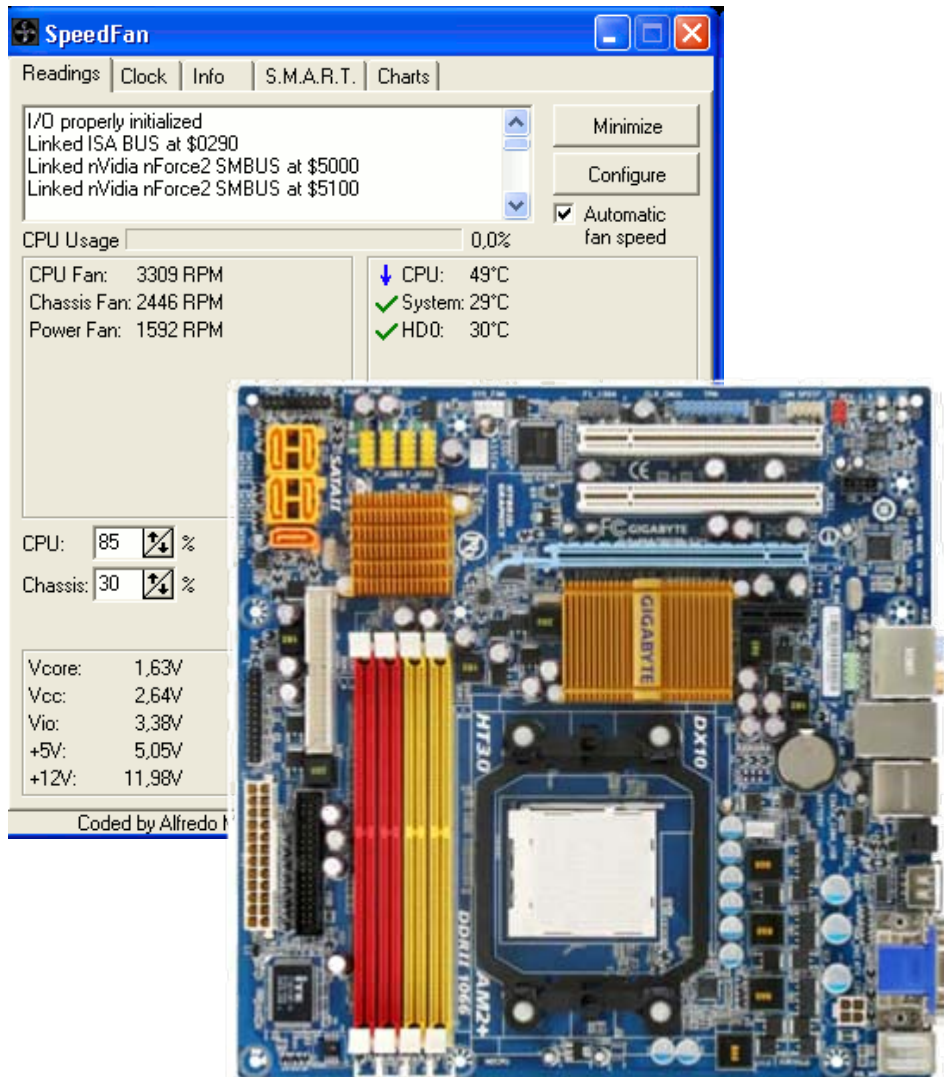 SpeedFan
Readings Clock Info S.M.A.R.T. Charts
I/O properly initialized
Linked ISA BUS at $0290
Linked nVidia nForce2 SMBUS at $5000
Linked nVidia nForce2 SMBUS at $5100
Minimize
Configure
Automatic
fan speed
CPU Usage 0,0%
CPU Fan: 3309 RPM
Chassis Fan: 2446 RPM
Power Fan: 1592 RPM
CPU: 49°C
System: 29°C
HD0: 30°C
CPU: 85 %
Chassis: 30 %
Vcore: 1,63V
Vcc: 2,64V
Vio: 3,38V
+5V: 5,05V
+12V: 11,98V
Coded by Alfredo
SATAII
CE
FC GIGABYTE
GIGABYTE
HT3.0
DX10
DDRII 1066
AM2+